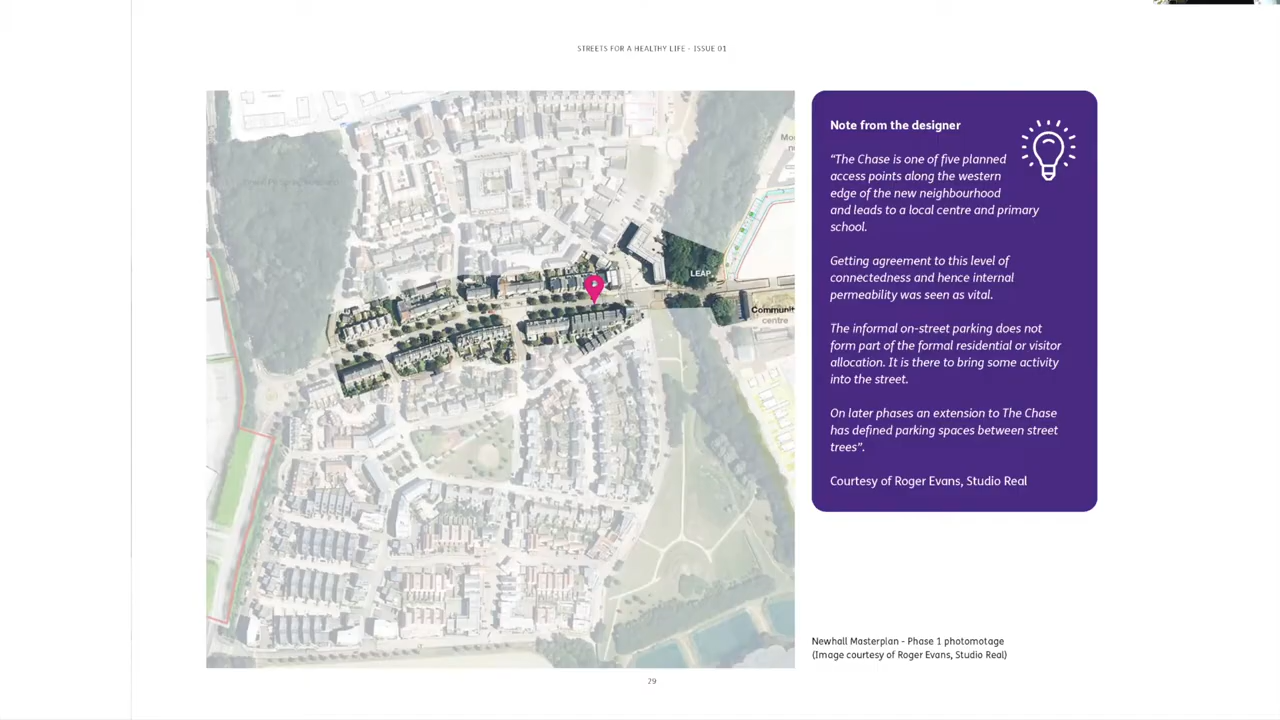 STREETS FOR A HEALTHY LIFE - ISSUE 01
LEAP
Communit
centre
Note from the designer
“The Chase is one of five planned
access points along the western
edge of the new neighbourhood
and leads to a local centre and primary
school.
Getting agreement to this level of
connectedness and hence internal
permeability was seen as vital.
The informal on-street parking does not
form part of the formal residential or visitor
allocation. It is there to bring some activity
into the street.
On later phases an extension to The Chase
has defined parking spaces between street
trees”.
Courtesy of Roger Evans, Studio Real
Newhall Masterplan - Phase 1 photomotage
(Image courtesy of Roger Evans, Studio Real)
29